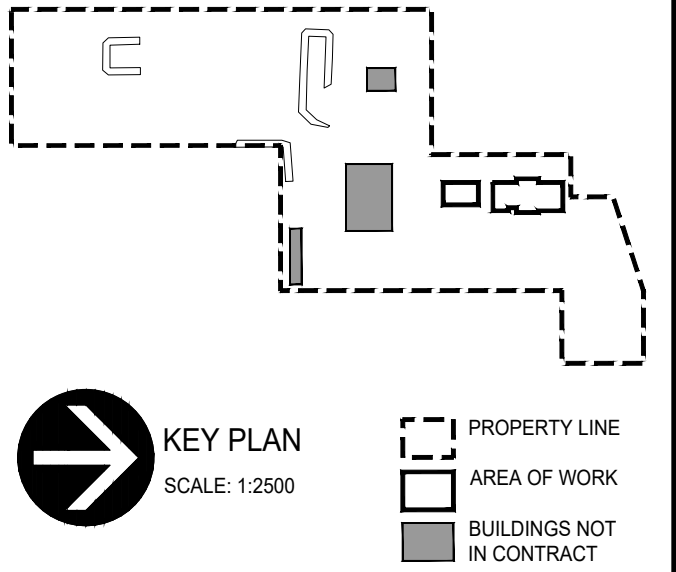 KEY PLAN
SCALE: 1:2500
PROPERTY LINE
AREA OF WORK
BUILDINGS NOT
IN CONTRACT